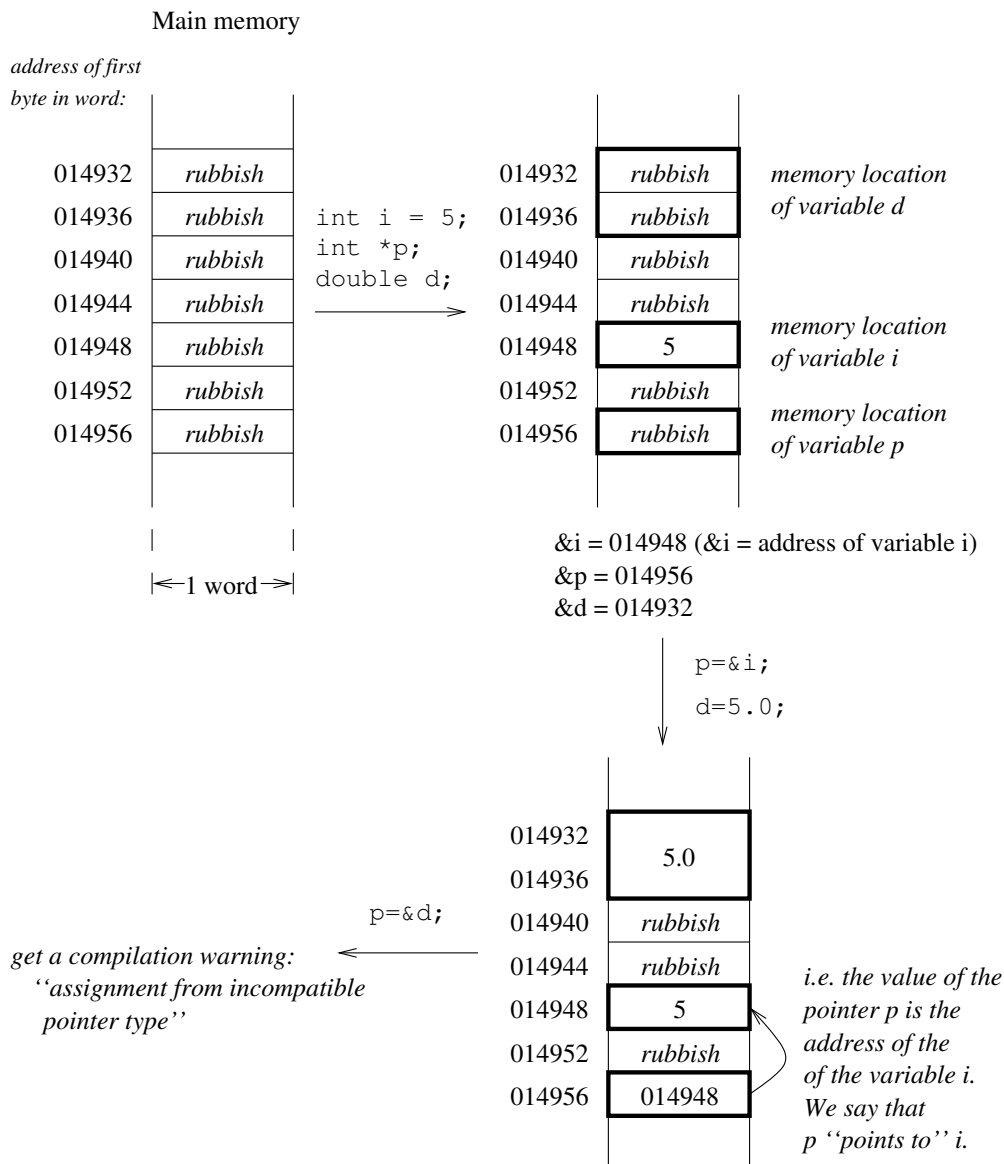 Main memory
address of first
byte in word:
014932 rubbish
014936 rubbish
014940 rubbish
014944 rubbish
014948 rubbish
014952 rubbish
014956 rubbish
1 word
int i = 5;
int *p;
double d;
014932 rubbish
014936 rubbish
014940 rubbish
014944 rubbish
014948 5
014952 rubbish
014956 rubbish
memory location
of variable d
memory location
of variable i
memory location
of variable p
&i = 014948 (&i = address of variable i)
&p = 014956
&d = 014932
p=&i;
d=5.0;
014932
5.0
014936
014940 rubbish
014944 rubbish
014948 5
014952 rubbish
014956 014948
i.e. the value of the
pointer p is the
address of the
of the variable i.
We say that
p ‘‘points to’’ i.
p=&d;
get a compilation warning:
‘‘assignment from incompatible
pointer type’’